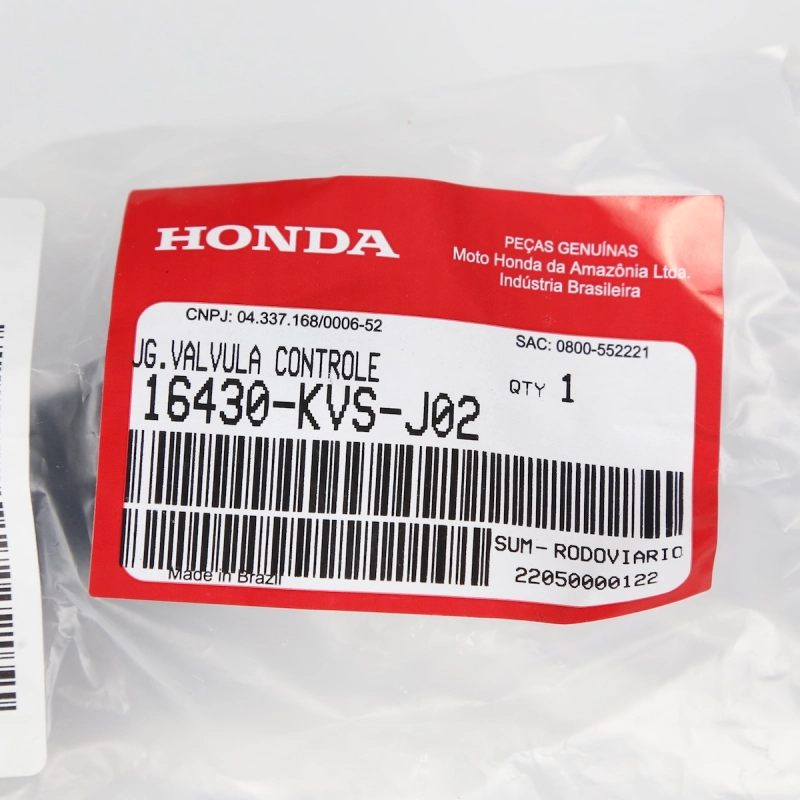 HONDA
PEÇAS GENUÍNAS
Moto Honda da Amazônia Ltda.
Indústria Brasileira
CNPJ: 04.337.168/0006-52
SAC: 0800-552221
JG.VALVULA CONTROLE
QTY 1
16430-KVS-J02
SUM-RODOVIARIO
22050000122
Made in Brazil